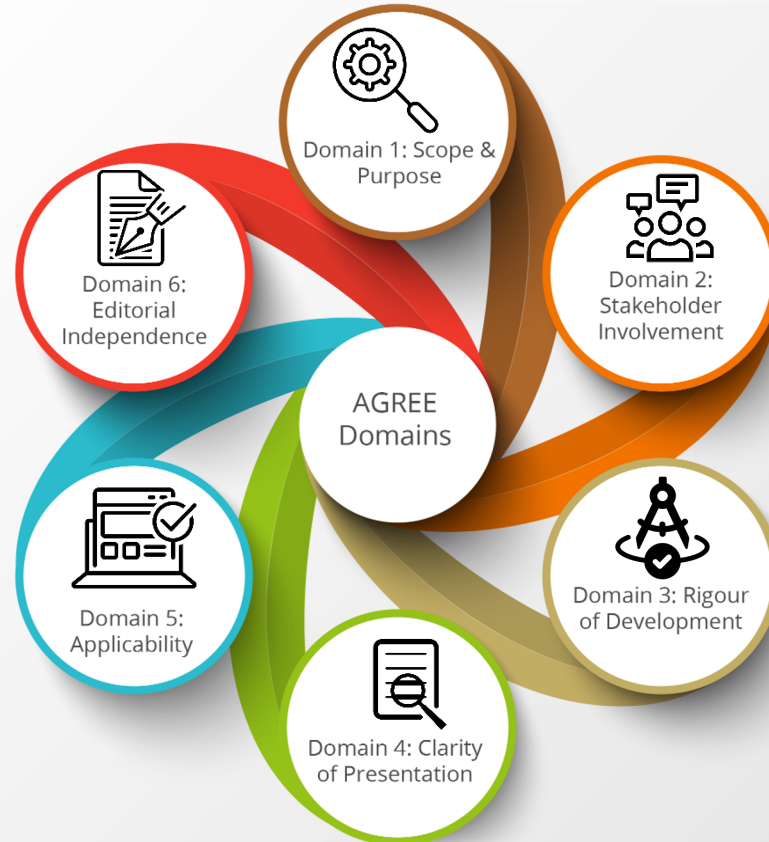 Domain 1: Scope &
Purpose
Domain 2:
Stakeholder
Involvement
Domain 3: Rigour
of Development
Domain 4: Clarity
of Presentation
Domain 5:
Applicability
Domain 6:
Editorial
Independence
AGREE
Domains